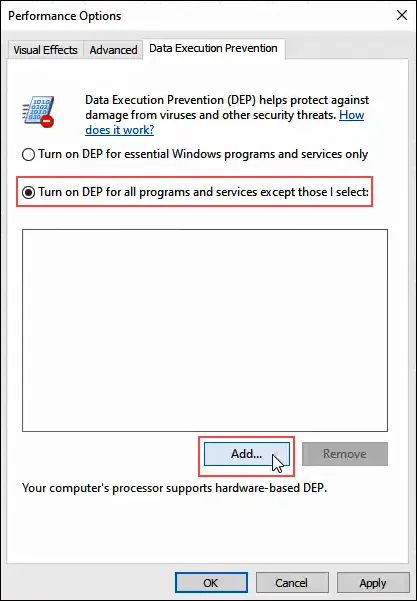 Performance Options
Visual Effects Advanced Data Execution Prevention
0101
Data Execution Prevention (DEP) helps protect against
damage from viruses and other security threats. How
does it work?
Turn on DEP for essential Windows programs and services only
Turn on DEP for all programs and services except those I select:
Add... Remove
Your computer's processor supports hardware-based DEP.
OK Cancel Apply